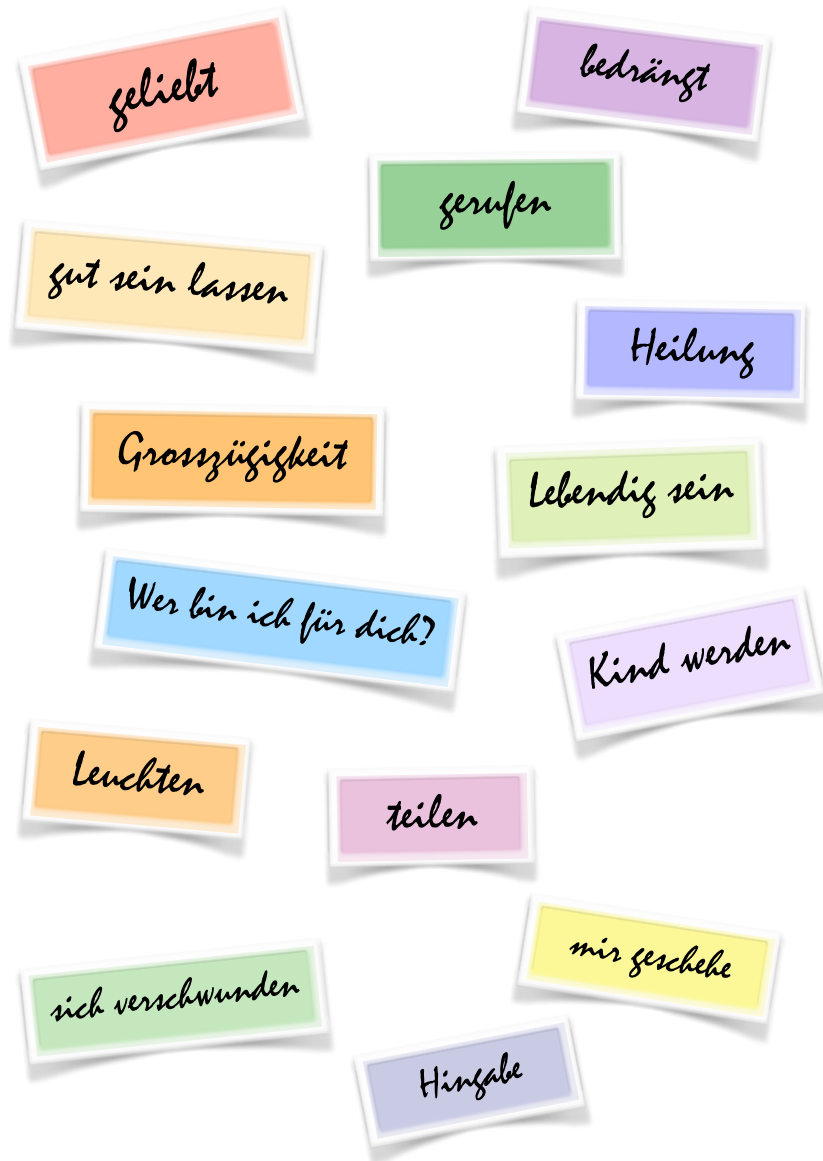 geliebt
bedrängt
gerufen
gut sein lassen
Heilung
Grosszügigkeit
Lebendig sein
Wer bin ich für dich?
Kind werden
Leuchten
teilen
mir geschehe
sich verschwunden
Hingabe